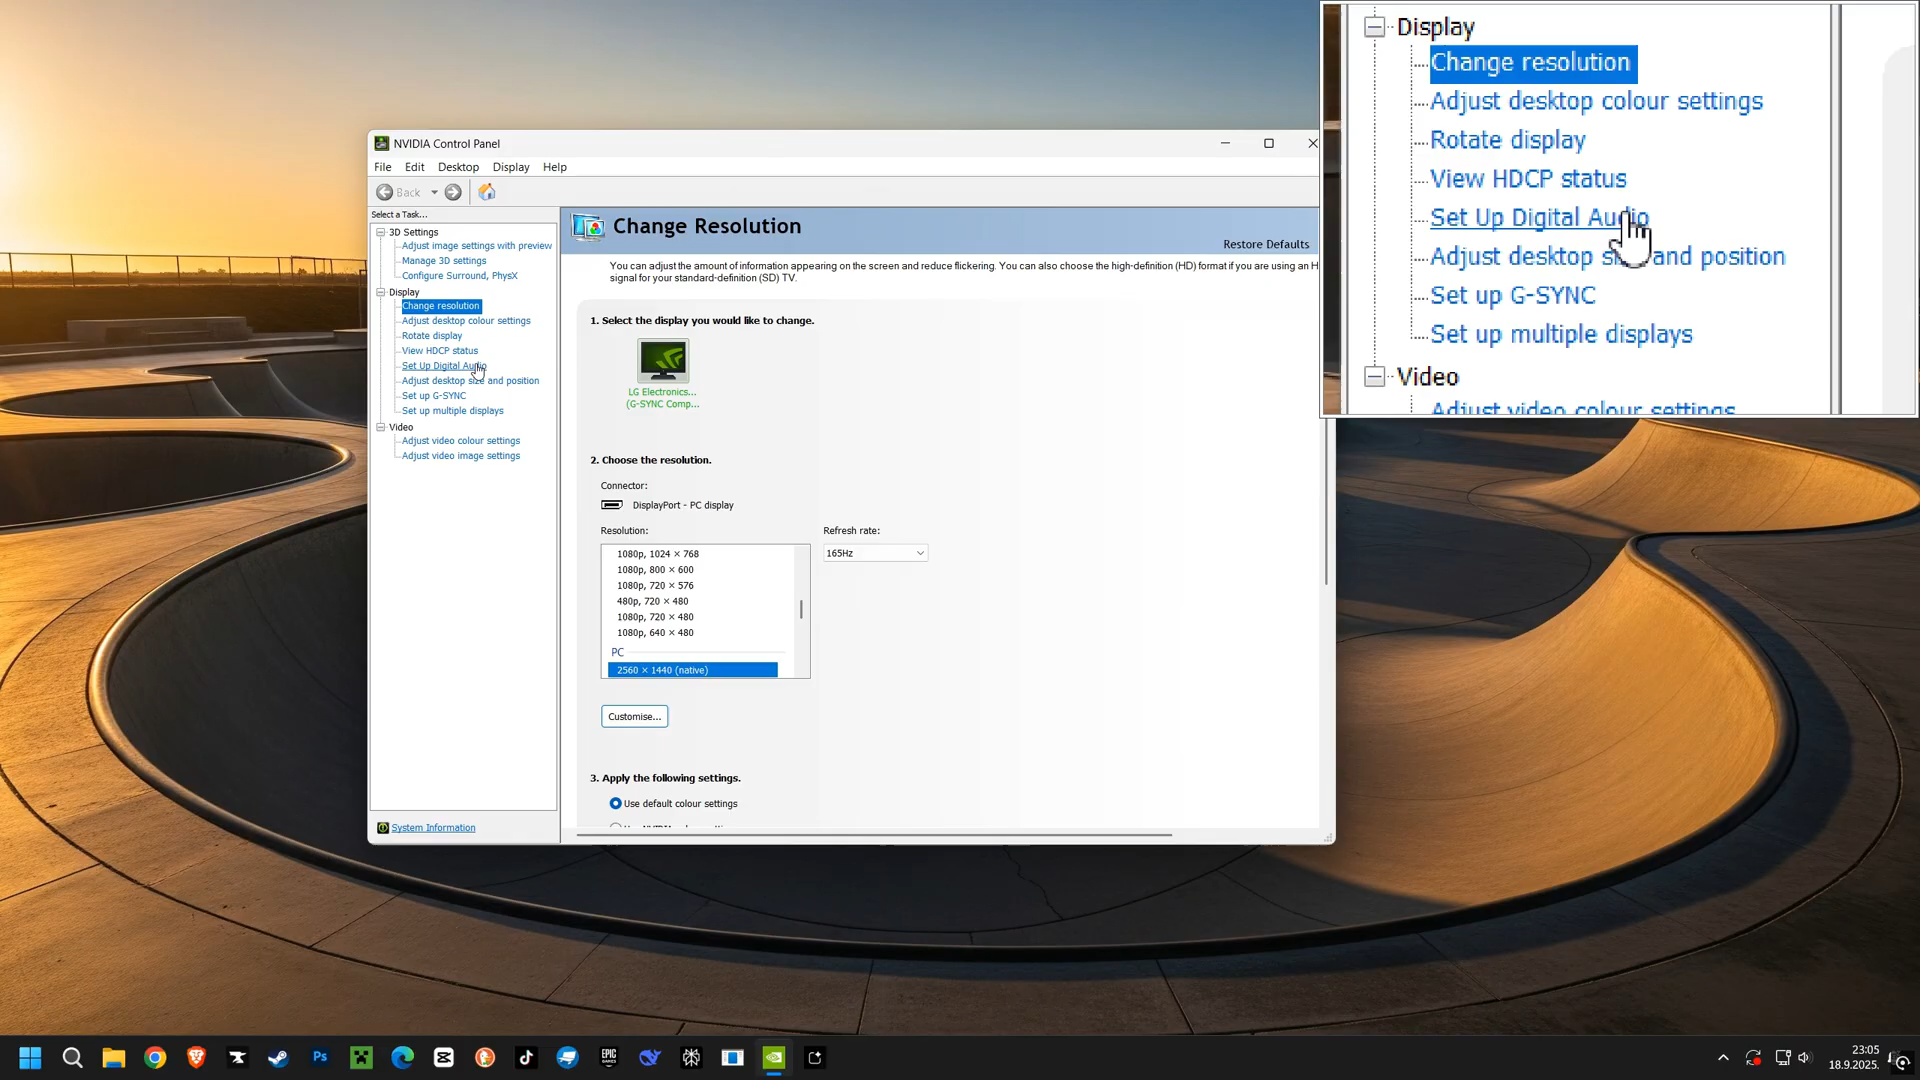 NVIDIA Control Panel
File Edit Desktop Display Help
Back
Select a Task...
3D Settings
Adjust image settings with preview
Manage 3D settings
Configure Surround, PhysX
Display
Change resolution
Adjust desktop colour settings
Rotate display
View HDCP status
Set Up Digital Audio
Adjust desktop size and position
Set up G-SYNC
Set up multiple displays
Video
Adjust video colour settings
Adjust video image settings
System Information
Change Resolution
Restore Defaults
You can adjust the amount of information appearing on the screen and reduce flickering. You can also choose the high-definition (HD) format if you are using an H
signal for your standard-definition (SD) TV.
1. Select the display you would like to change.
LG Electronics...
(G-SYNC Comp...
2. Choose the resolution.
Connector:
DisplayPort - PC display
Resolution:
Refresh rate:
1080p, 1024 × 768
165Hz
1080p, 800 × 600
1080p, 720 × 576
480p, 720 × 480
1080p, 720 × 480
1080p, 640 × 480
PC
2560 × 1440 (native)
Customise...
3. Apply the following settings.
Use default colour settings
Display
Change resolution
Adjust desktop colour settings
Rotate display
View HDCP status
Set Up Digital Audio
Adjust desktop and position
Set up G-SYNC
Set up multiple displays
Video
Adjust video colour settings
Ps
EPIC
GAMES
23:05
18.9.2025.